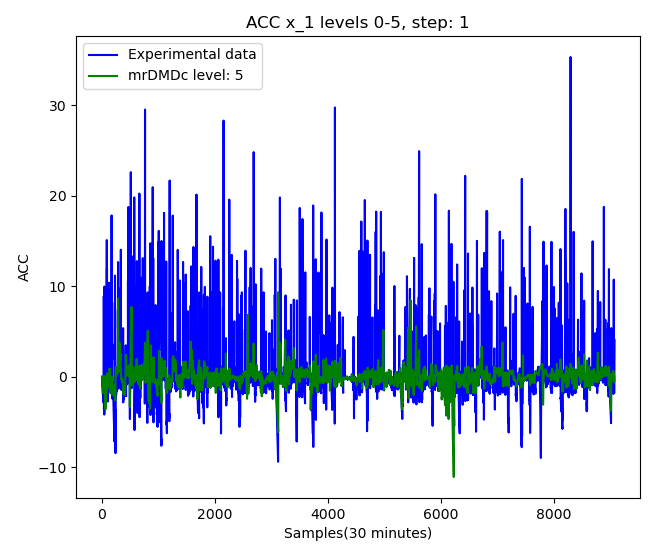 ACC x_1 levels 0-5, step: 1
Experimental data
mrDMDc level: 5
30
20
10
0
−10
ACC
0 2000 4000 6000 8000
Samples(30 minutes)